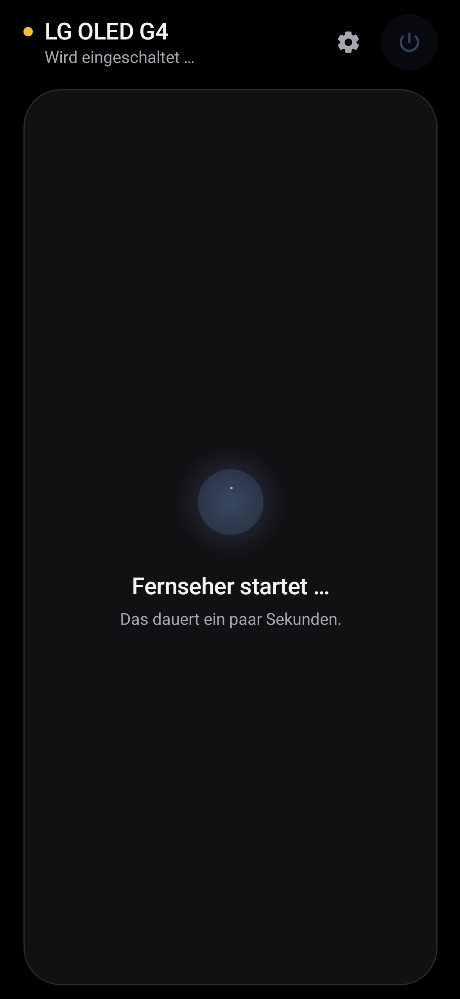 LG OLED G4
Wird eingeschaltet …
Fernseher startet …
Das dauert ein paar Sekunden.